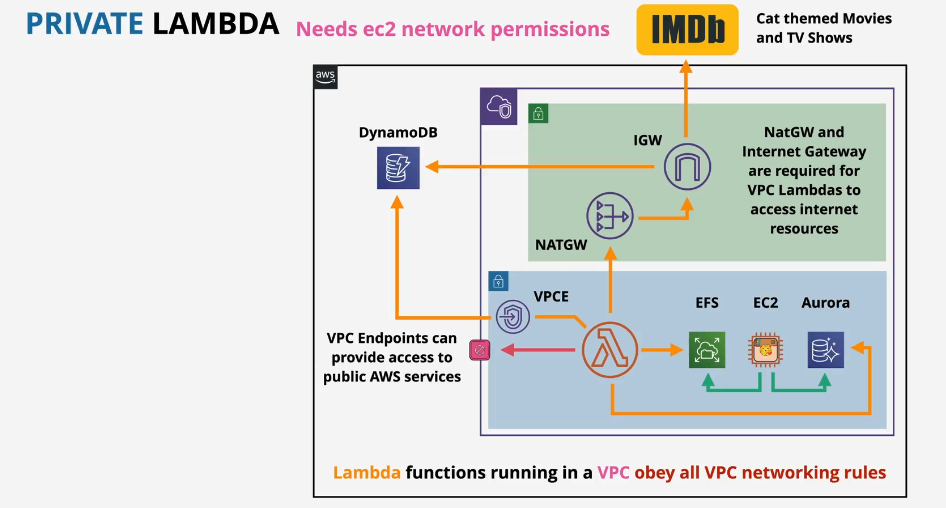 PRIVATE LAMBDA
Needs ec2 network permissions
IMDb
Cat themed Movies
and TV Shows
aws
DynamoDB
IGW
NatGW and
Internet Gateway
are required for
VPC Lambdas to
access internet
resources
NATGW
VPCE
EFS
EC2
Aurora
VPC Endpoints can
provide access to
public AWS services
Lambda functions running in a VPC obey all VPC networking rules